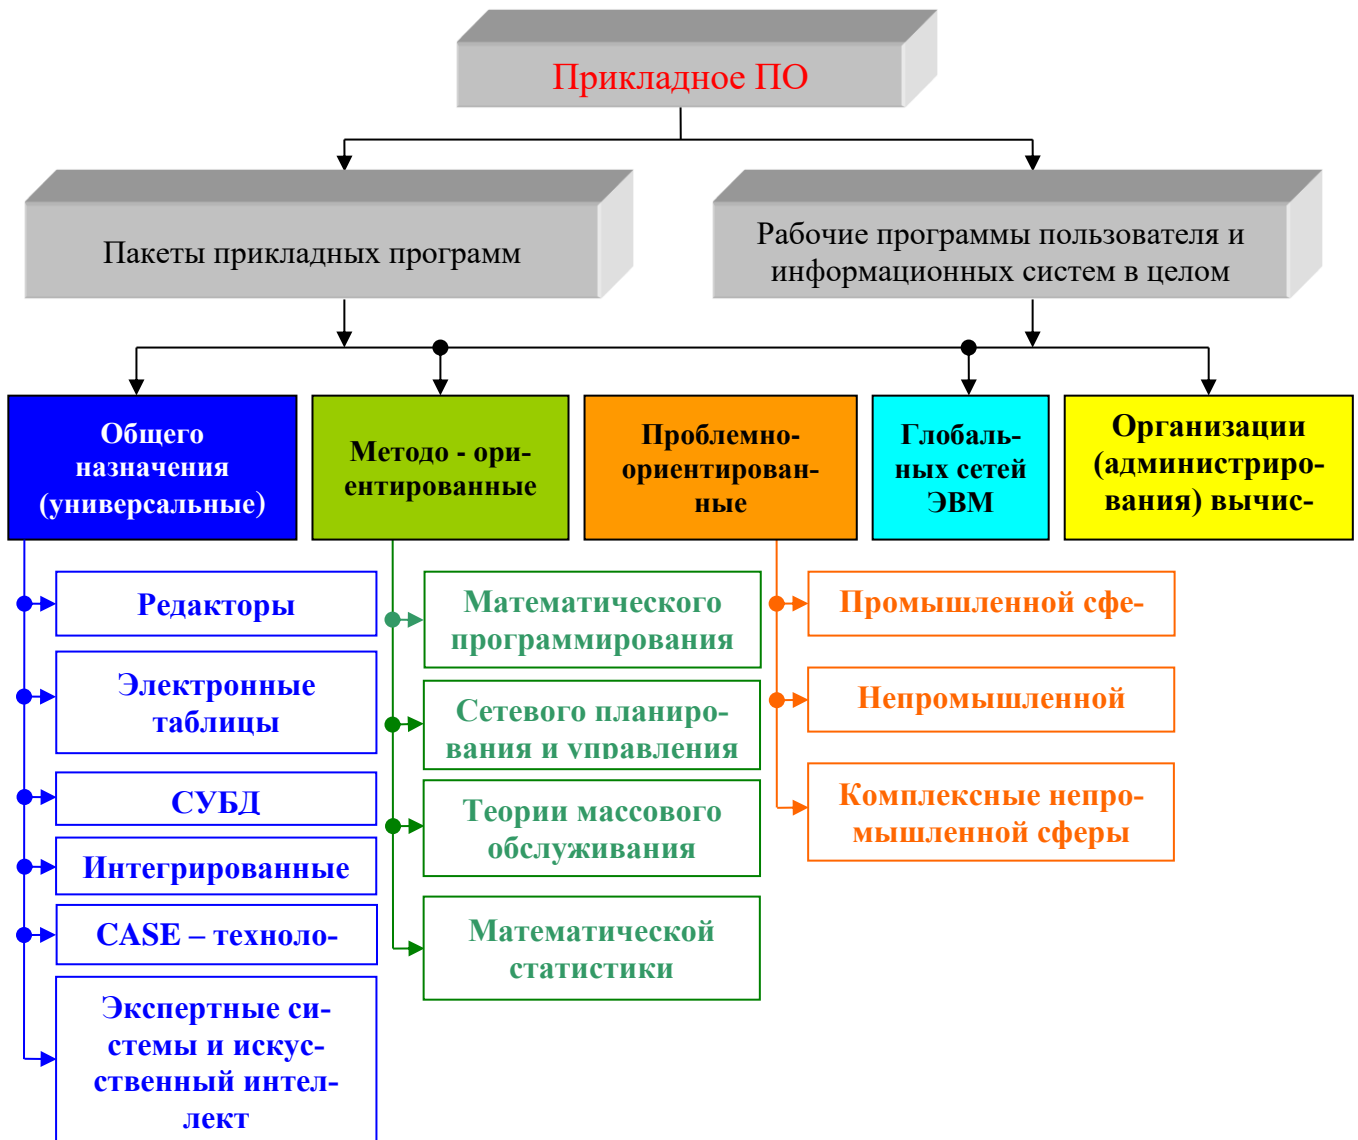 Прикладное ПО
Пакеты прикладных программ
Рабочие программы пользователя и
информационных систем в целом
Общего
назначения
(универсальные)
Методо - ори-
ентированные
Проблемно-
ориентирован-
ные
Глобаль-
ных сетей
ЭВМ
Организации
(администриро-
вания) вычис-
Редакторы
Электронные
таблицы
СУБД
Интегрированные
CASE – техноло-
Экспертные си-
стемы и искус-
ственный интел-
лект
Математического
программирования
Сетевого планиро-
вания и управления
Теории массового
обслуживания
Математической
статистики
Промышленной сфе-
Непромышленной
Комплексные непро-
мышленной сферы